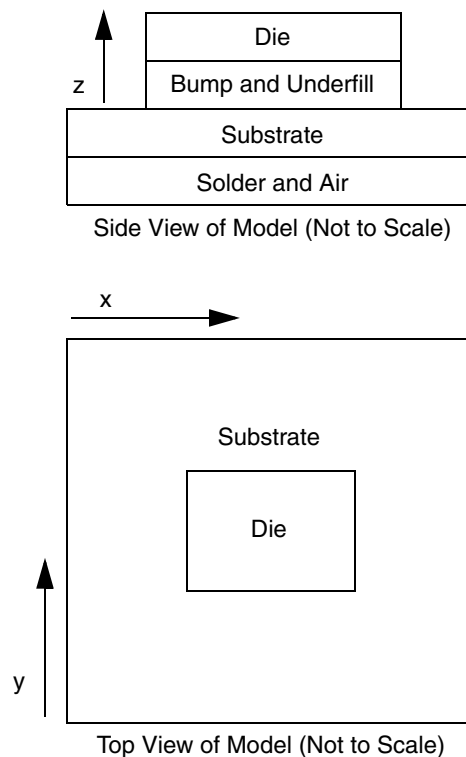 Die
z
Bump and Underfill
Substrate
Solder and Air
Side View of Model (Not to Scale)
x
Substrate
Die
y
Top View of Model (Not to Scale)